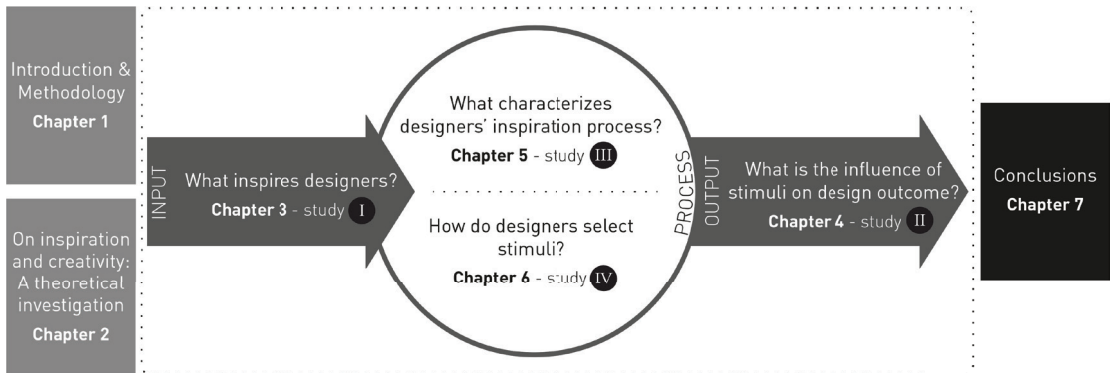 Introduction &
Methodology
Chapter 1
On inspiration
and creativity:
A theoretical
investigation
Chapter 2
INPUT
What inspires designers?
Chapter 3 - study I
What characterizes
designers' inspiration process?
Chapter 5 - study III
How do designers select
stimuli?
Chapter 6 - study IV
PROCESS
OUTPUT
What is the influence of
stimuli on design outcome?
Chapter 4 - study II
Conclusions
Chapter 7